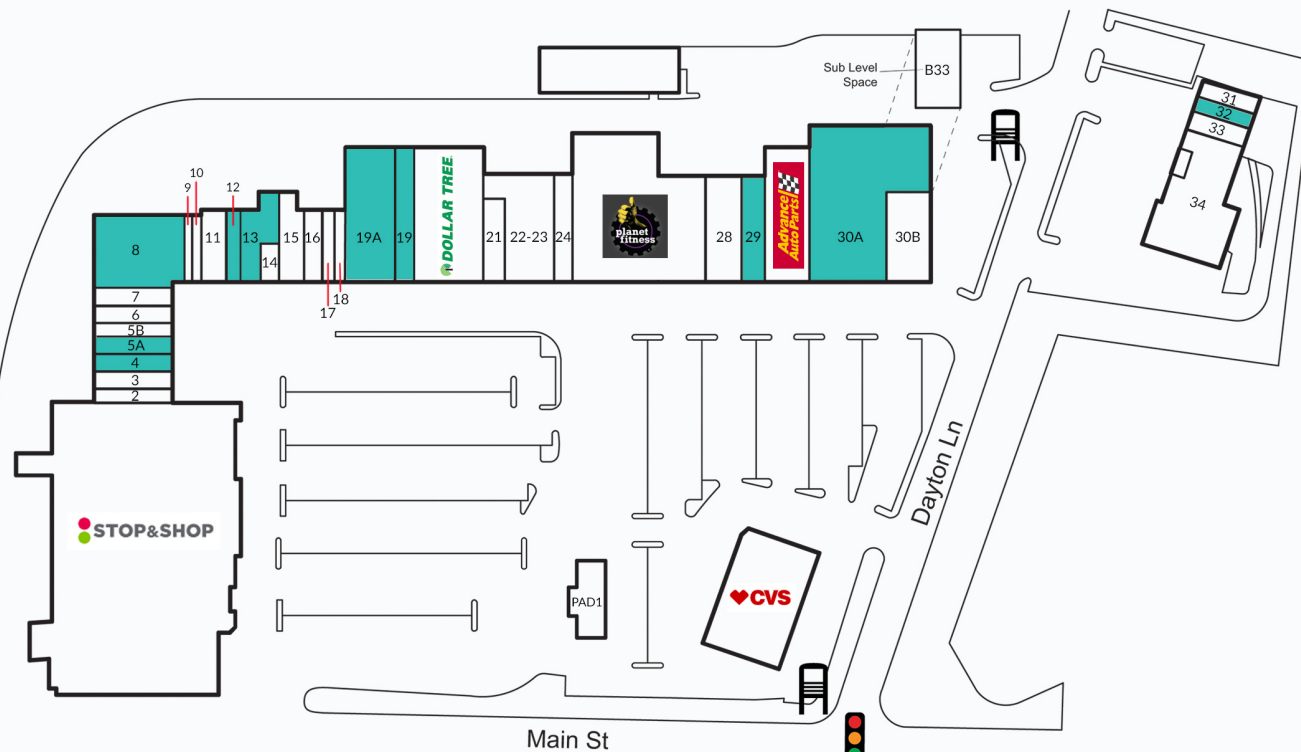 Sub Level
Space
B33
31
32
33
34
10
9
12
8
11
13
14
15
16
17
18
19A
19
DOLLAR TREE
21
22-23
24
planet
fitness
28
29
Advance
Auto Parts
30A
30B
7
6
5B
5A
4
3
2
STOP&SHOP
PAD1
CVS
Dayton Ln
Main St